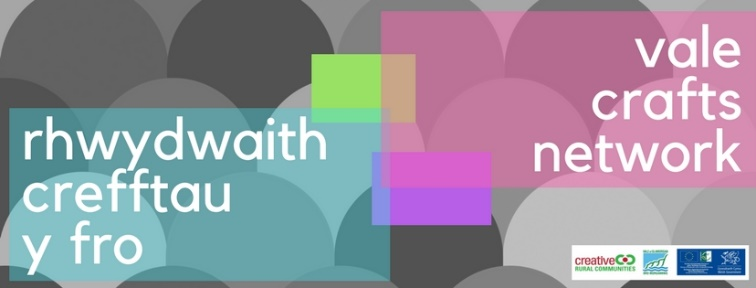 rhwydwaith
crefftau
y fro
vale
crafts
network
creative
RURAL COMMUNITIES